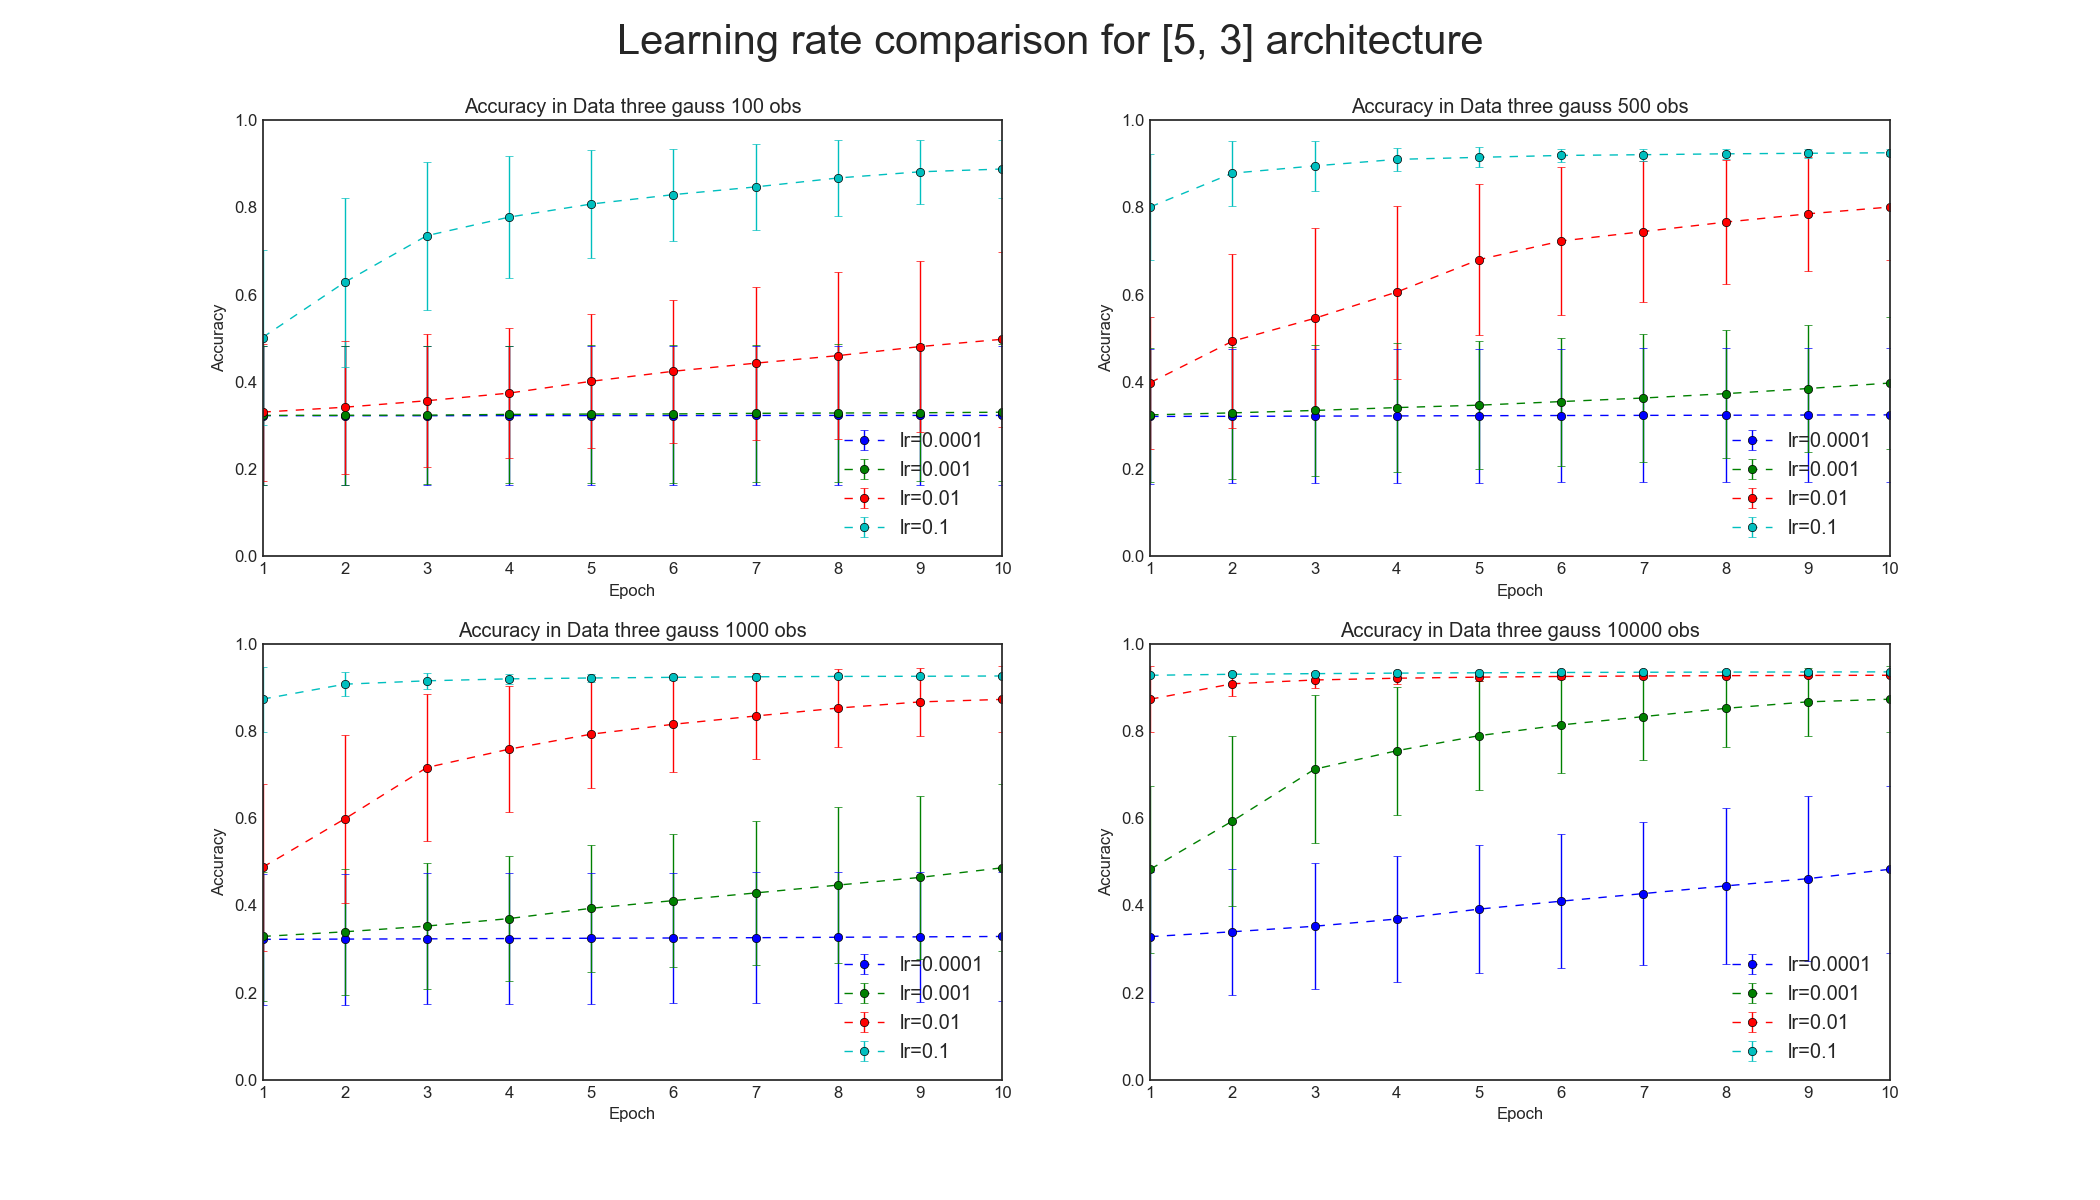 Learning rate comparison for [5, 3] architecture
Accuracy in Data three gauss 100 obs
1.0
0.8
0.6
0.4
0.2
0.0
Accuracy
lr=0.0001
lr=0.001
lr=0.01
lr=0.1
1 2 3 4 5 6 7 8 9 10
Epoch
Accuracy in Data three gauss 500 obs
1.0
0.8
0.6
0.4
0.2
0.0
Accuracy
lr=0.0001
lr=0.001
lr=0.01
lr=0.1
1 2 3 4 5 6 7 8 9 10
Epoch
Accuracy in Data three gauss 1000 obs
1.0
0.8
0.6
0.4
0.2
0.0
Accuracy
lr=0.0001
lr=0.001
lr=0.01
lr=0.1
1 2 3 4 5 6 7 8 9 10
Epoch
Accuracy in Data three gauss 10000 obs
1.0
0.8
0.6
0.4
0.2
0.0
Accuracy
lr=0.0001
lr=0.001
lr=0.01
lr=0.1
1 2 3 4 5 6 7 8 9 10
Epoch